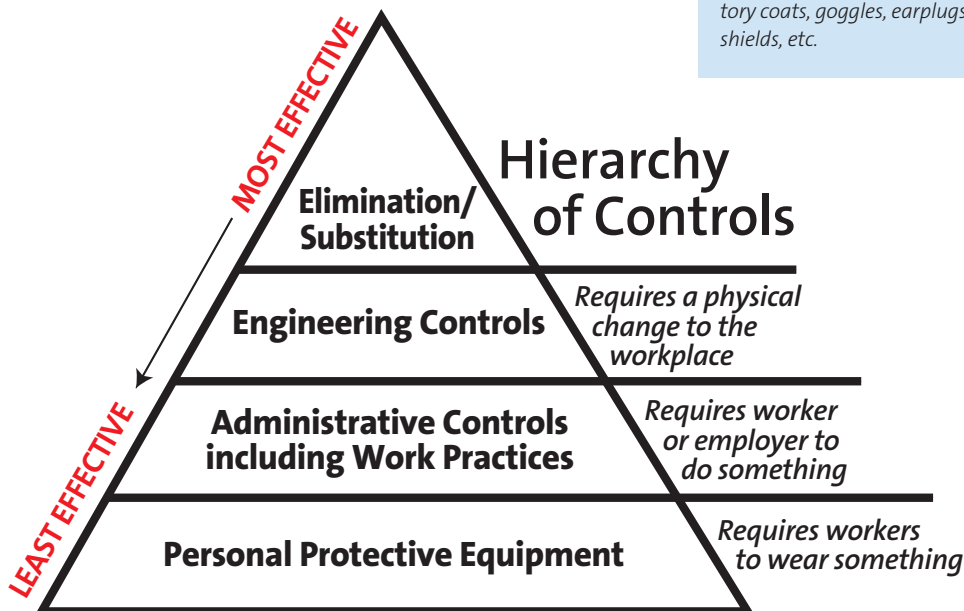 tory coats, goggles, earplugs
shields, etc.
MOST EFFECTIVE
Hierarchy
of Controls
Elimination/
Substitution
Engineering Controls
Requires a physical
change to the
workplace
LEAST EFFECTIVE
Administrative Controls
including Work Practices
Requires worker
or employer to
do something
Personal Protective Equipment
Requires workers
to wear something